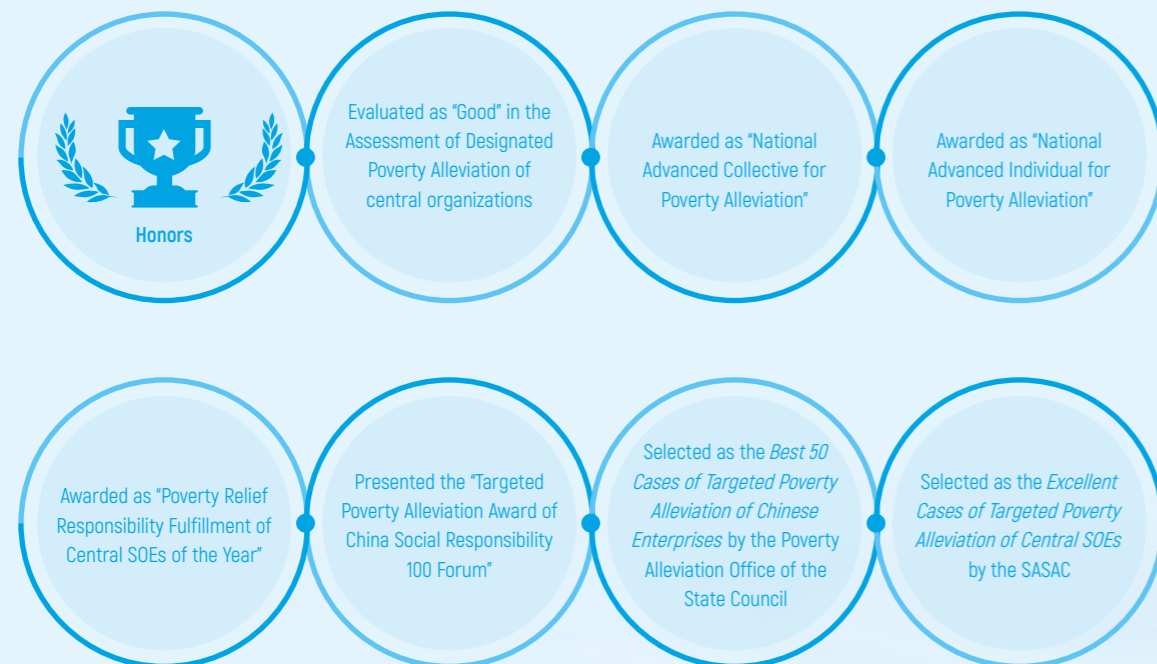 Honors
Evaluated as “Good” in the
Assessment of Designated
Poverty Alleviation of
central organizations
Awarded as “National
Advanced Collective for
Poverty Alleviation”
Awarded as “National
Advanced Individual for
Poverty Alleviation”
Awarded as “Poverty Relief
Responsibility Fulfillment of
Central SOEs of the Year”
Presented the “Targeted
Poverty Alleviation Award of
China Social Responsibility
100 Forum”
Selected as the Best 50
Cases of Targeted Poverty
Alleviation of Chinese
Enterprises by the Poverty
Alleviation Office of the
State Council
Selected as the Excellent
Cases of Targeted Poverty
Alleviation of Central SOEs
by the SASAC